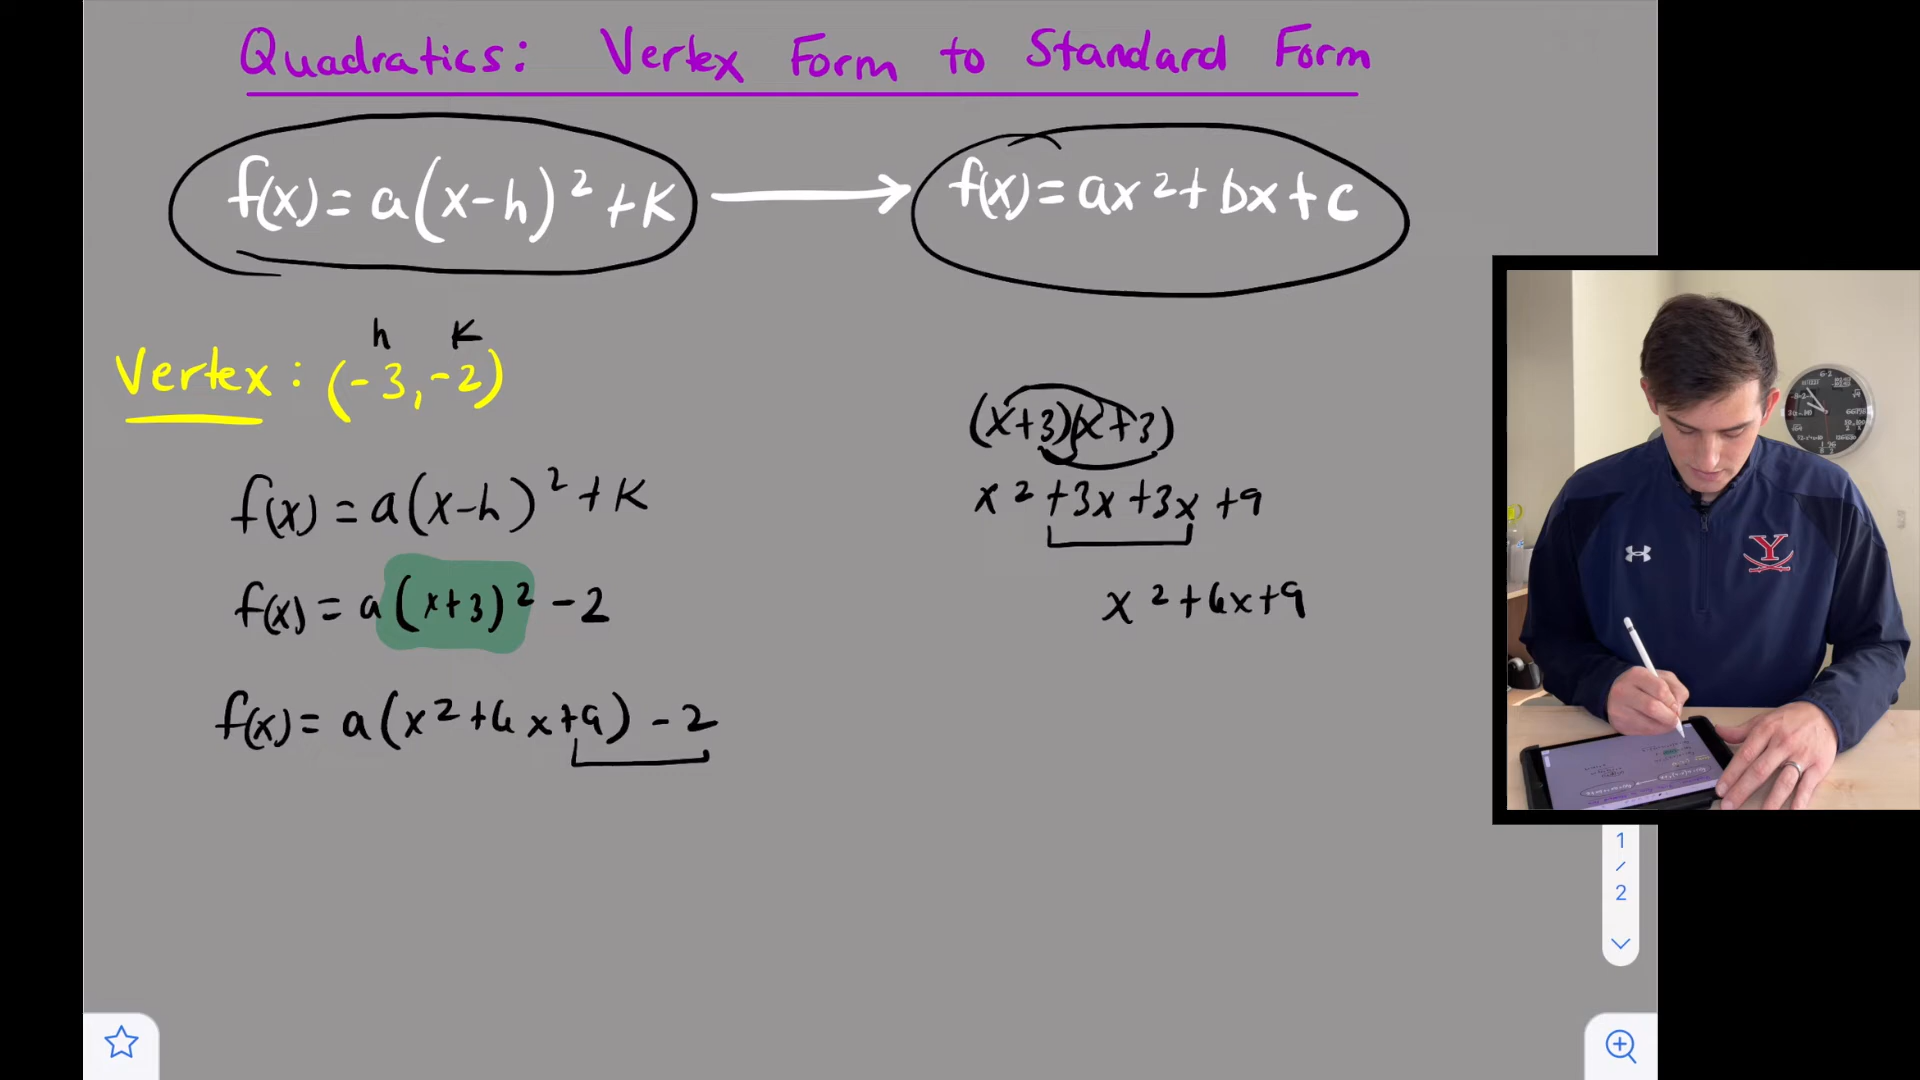 Quadratics: Vertex Form to Standard Form
f(x) = a(x-h)² + K
f(x) = ax² + bx + c
h K
Vertex: (-3, -2)
f(x) = a(x-h)² + K
f(x) = a(x+3)² - 2
f(x) = a(x² + 6x + 9) - 2
(x+3)(x+3)
x² + 3x + 3x + 9
x² + 6x + 9
Y
1
/
2